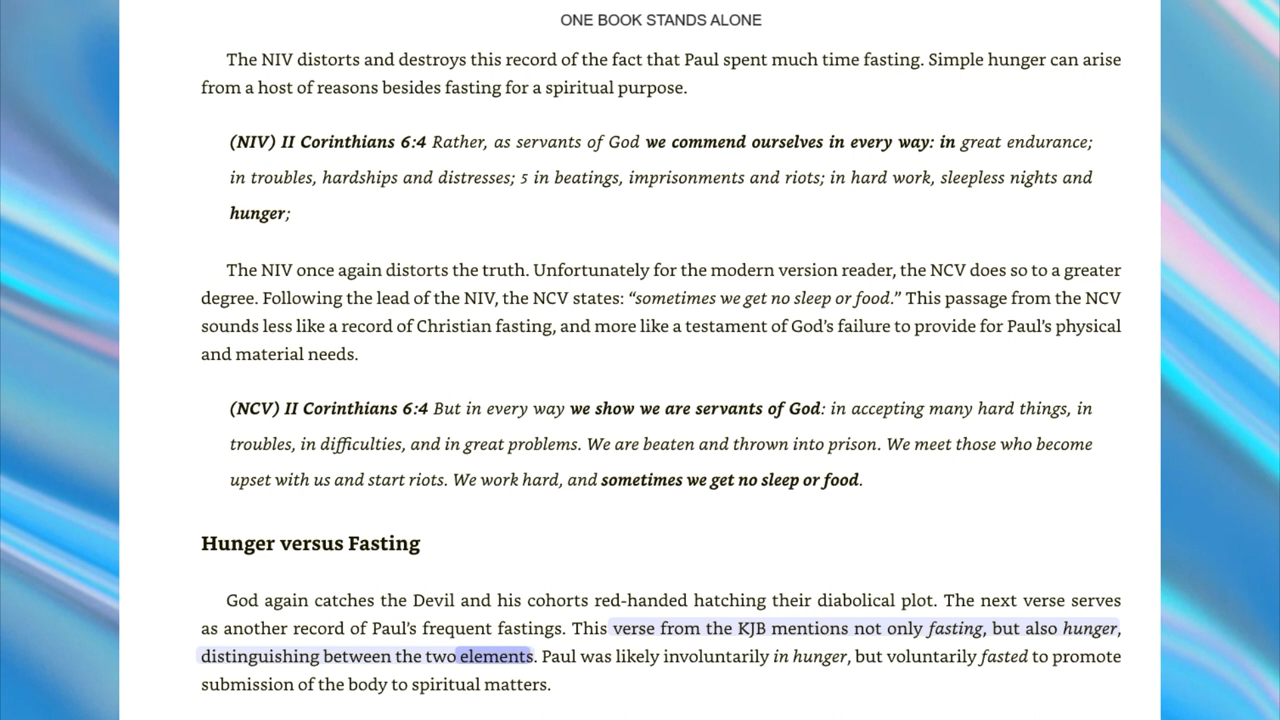 ONE BOOK STANDS ALONE
The NIV distorts and destroys this record of the fact that Paul spent much time fasting. Simple hunger can arise
from a host of reasons besides fasting for a spiritual purpose.
(NIV) II Corinthians 6:4 Rather, as servants of God we commend ourselves in every way: in great endurance;
in troubles, hardships and distresses; 5 in beatings, imprisonments and riots; in hard work, sleepless nights and
hunger;
The NIV once again distorts the truth. Unfortunately for the modern version reader, the NCV does so to a greater
degree. Following the lead of the NIV, the NCV states: “sometimes we get no sleep or food.” This passage from the NCV
sounds less like a record of Christian fasting, and more like a testament of God’s failure to provide for Paul’s physical
and material needs.
(NCV) II Corinthians 6:4 But in every way we show we are servants of God: in accepting many hard things, in
troubles, in difficulties, and in great problems. We are beaten and thrown into prison. We meet those who become
upset with us and start riots. We work hard, and sometimes we get no sleep or food.
Hunger versus Fasting
God again catches the Devil and his cohorts red-handed hatching their diabolical plot. The next verse serves
as another record of Paul’s frequent fastings. This verse from the KJB mentions not only fasting, but also hunger,
distinguishing between the two elements. Paul was likely involuntarily in hunger, but voluntarily fasted to promote
submission of the body to spiritual matters.